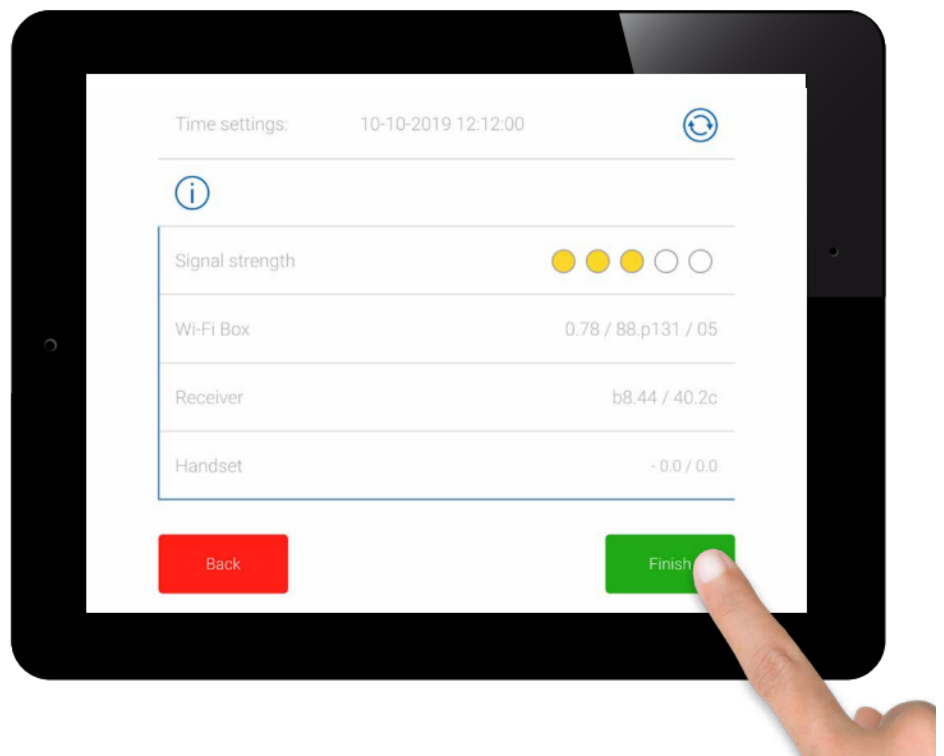 Time settings: 10-10-2019 12:12:00
i
Signal strength
Wi-Fi Box 0.78 / 88.p131 / 05
Receiver b8.44 / 40.2c
Handset - 0.0 / 0.0
Back Finish